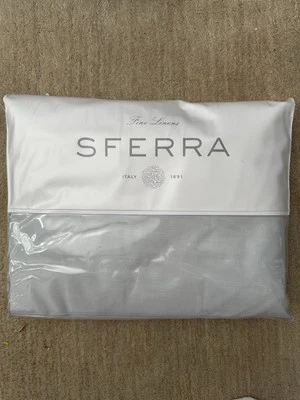 Fine Linens
SFERRA
ITALY 1891